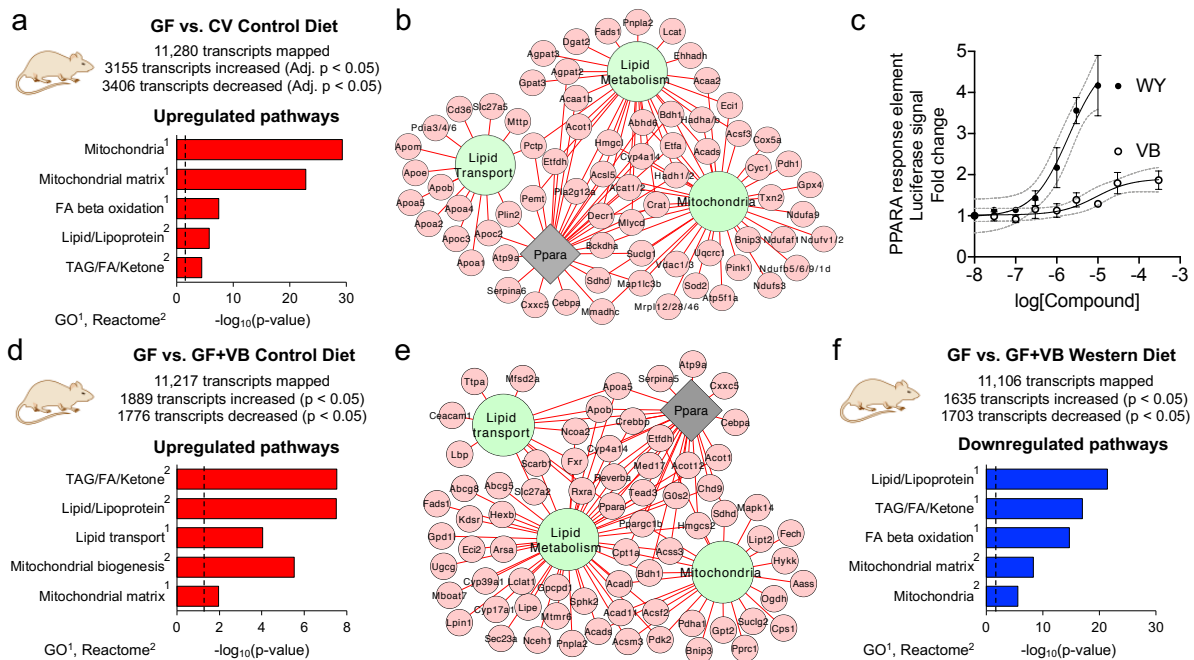 a
GF vs. CV Control Diet
11,280 transcripts mapped
3155 transcripts increased (Adj. p < 0.05)
3406 transcripts decreased (Adj. p < 0.05)
Upregulated pathways
Mitochondria¹
Mitochondrial matrix¹
FA beta oxidation¹
Lipid/Lipoprotein²
TAG/FA/Ketone²
0 10 20 30
GO¹, Reactome²
-log₁₀(p-value)
b
Fads1
Pnpla2
Lcat
Dgat2
Ehhadh
Agpat3
Lipid
Metabolism
Agpat2
Acaa2
Gpat3
Acaa1b
Eci1
Cd36
Slc27a5
Hadha/b
Bdh1
Pdia3/4/6
Mttp
Acot1
Abhd6
Acsf3
Cox5a
Apom
Pctp
Hmgcl
Etfa
Acads
Lipid
Transport
Etfdh
Cyp4a14
Cyc1
Pdh1
Apoe
Acsl5
Acat1/2
Hadh1/2
Gpx4
Apob
Pla2g12a
Txn2
Apoa5
Apoa4
Pemt
Crat
Mitochondria
Ndufa9
Apoa2
Plin2
Decr1
Mlycd
Apoc3
Apoc2
Bnip3
Ndufaf1
Ndufv1/2
Apoa1
Atp9a
Ppara
Bckdha
Suclg1
Uqcrc1
Vdac1/3
Pink1
Ndufb5/6/9/1d
Serpina6
Sdhd
Map1lc3b
Sod2
Ndufs3
Cxxc5
Cebpa
Mmadhc
Mrpl12/28/46
Atp5f1a
c
PPARA response element
Luciferase signal
Fold change
5
4
3
2
1
0
-8 -7 -6 -5 -4 -3
log[Compound]
WY
VB
d
GF vs. GF+VB Control Diet
11,217 transcripts mapped
1889 transcripts increased (p < 0.05)
1776 transcripts decreased (p < 0.05)
Upregulated pathways
TAG/FA/Ketone²
Lipid/Lipoprotein²
Lipid transport¹
Mitochondrial biogenesis²
Mitochondrial matrix¹
0 2 4 6 8
GO¹, Reactome²
-log₁₀(p-value)
e
Atp9a
Ttpa
Mfsd2a
Serpina5
Cxxc5
Apoa5
Ppara
Ceacam1
Lipid
transport
Apob
Crebbp
Cebpa
Ncoa2
Etfdh
Lbp
Cyp4a14
Acot1
Scarb1
Fxr
Med17
Acot12
Abcg8
Abcg5
Slc27a2
Rxra
Reverba
Tead3
G0s2
Chd9
Fads1
Hexb
Ppara
Sdhd
Mapk14
Kdsr
Ppargc1b
Hmgcs2
Gpd1
Arsa
Lipid
Metabolism
Lipt2
Fech
Eci2
Cpt1a
Acss3
Ugcg
Bdh1
Mitochondria
Hykk
Cyp39a1
Lclat1
Gpcpd1
Acadl
Aass
Mboat7
Lipe
Sphk2
Ogdh
Cyp17a1
Mtmr6
Acad11
Acsf2
Lpin1
Pdha1
Suclg2
Cps1
Sec23a
Nceh1
Pnpla2
Acads
Acsm3
Pdk2
Gpt2
Bnip3
Pprc1
f
GF vs. GF+VB Western Diet
11,106 transcripts mapped
1635 transcripts increased (p < 0.05)
1703 transcripts decreased (p < 0.05)
Downregulated pathways
Lipid/Lipoprotein¹
TAG/FA/Ketone¹
FA beta oxidation¹
Mitochondrial matrix²
Mitochondria²
0 10 20 30
GO¹, Reactome²
-log₁₀(p-value)